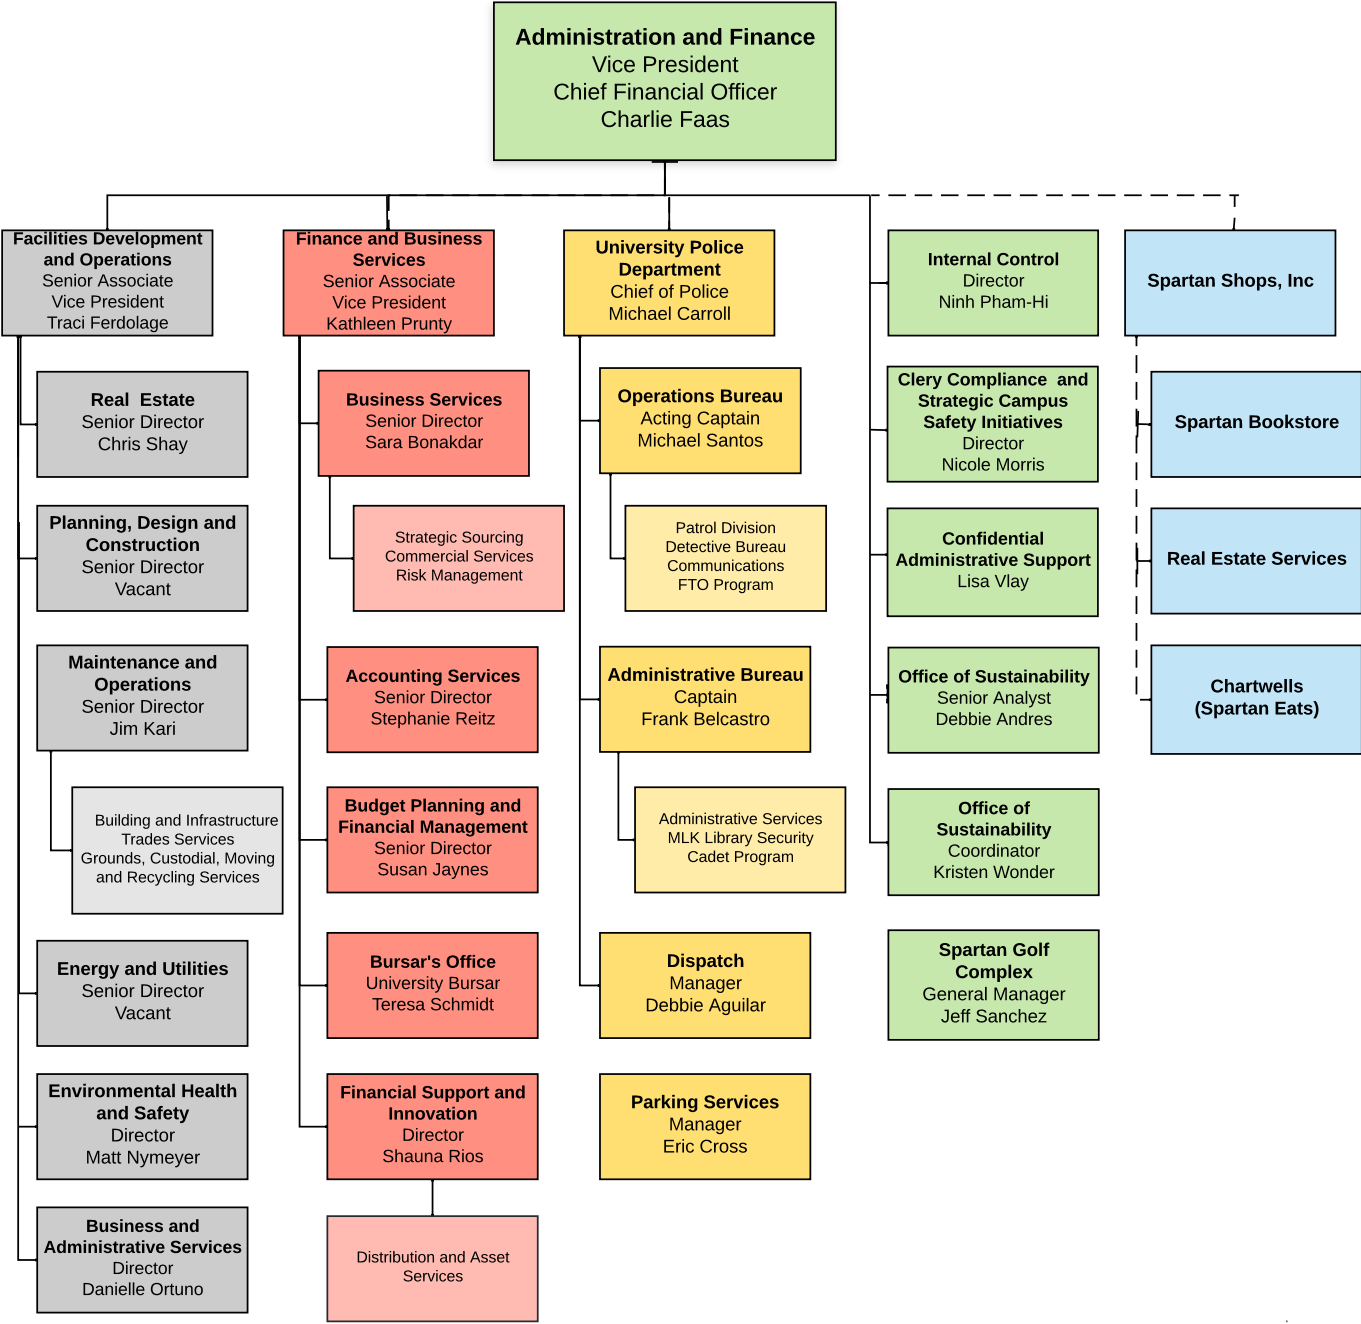 Administration and Finance
Vice President
Chief Financial Officer
Charlie Faas
Facilities Development
and Operations
Senior Associate
Vice President
Traci Ferdolage
Real  Estate
Senior Director
Chris Shay
Planning, Design and
Construction
Senior Director
Vacant
Maintenance and
Operations
Senior Director
Jim Kari
Building and Infrastructure
Trades Services
Grounds, Custodial, Moving
and Recycling Services
Energy and Utilities
Senior Director
Vacant
Environmental Health
and Safety
Director
Matt Nymeyer
Business and
Administrative Services
Director
Danielle Ortuno
Finance and Business
Services
Senior Associate
Vice President
Kathleen Prunty
Business Services
Senior Director
Sara Bonakdar
Strategic Sourcing
Commercial Services
Risk Management
Accounting Services
Senior Director
Stephanie Reitz
Budget Planning and
Financial Management
Senior Director
Susan Jaynes
Bursar's Office
University Bursar
Teresa Schmidt
Financial Support and
Innovation
Director
Shauna Rios
Distribution and Asset
Services
University Police
Department
Chief of Police
Michael Carroll
Operations Bureau
Acting Captain
Michael Santos
Patrol Division
Detective Bureau
Communications
FTO Program
Administrative Bureau
Captain
Frank Belcastro
Administrative Services
MLK Library Security
Cadet Program
Dispatch
Manager
Debbie Aguilar
Parking Services
Manager
Eric Cross
Internal Control
Director
Ninh Pham-Hi
Clery Compliance  and
Strategic Campus
Safety Initiatives
Director
Nicole Morris
Confidential
Administrative Support
Lisa Vlay
Office of Sustainability
Senior Analyst
Debbie Andres
Office of
Sustainability
Coordinator
Kristen Wonder
Spartan Golf
Complex
General Manager
Jeff Sanchez
Spartan Shops, Inc
Spartan Bookstore
Real Estate Services
Chartwells
(Spartan Eats)